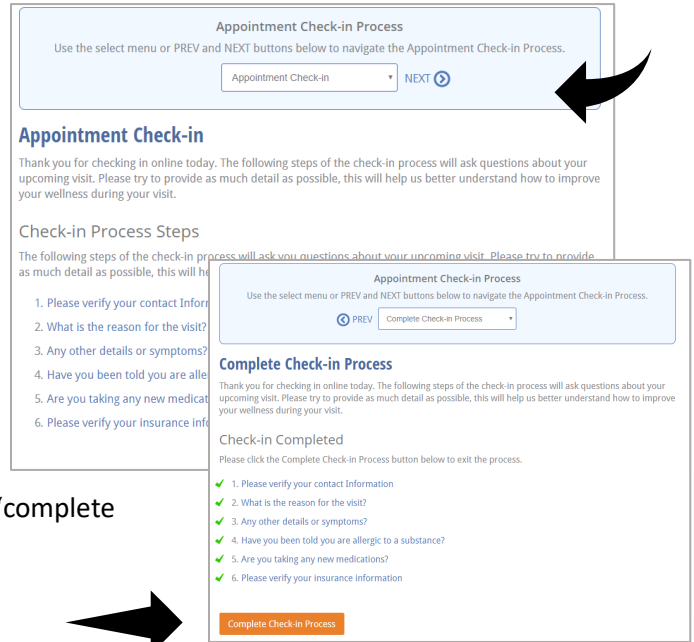 Appointment Check-in Process
Use the select menu or PREV and NEXT buttons below to navigate the Appointment Check-in Process.
Appointment Check-in
NEXT
Appointment Check-in
Thank you for checking in online today. The following steps of the check-in process will ask questions about your
upcoming visit. Please try to provide as much detail as possible, this will help us better understand how to improve
your wellness during your visit.
Check-in Process Steps
The following steps of the check-in process will ask you questions about your upcoming visit. Please try to provide
as much detail as possible, this will
1. Please verify your contact
2. What is the reason for the visit?
3. Any other details or symptoms?
4. Have you been told you are
5. Are you taking any new
6. Please verify your insurance
/complete
Appointment Check-in Process
Use the select menu or PREV and NEXT buttons below to navigate the Appointment Check-in Process.
PREV Complete Check-in Process
Complete Check-in Process
Thank you for checking in online today. The following steps of the check-in process will ask questions about your
upcoming visit. Please try to provide as much detail as possible, this will help us better understand how to improve
your wellness during your visit.
Check-in Completed
Please click the Complete Check-in Process button below to exit the process.
1. Please verify your contact Information
2. What is the reason for the visit?
3. Any other details or symptoms?
4. Have you been told you are allergic to a substance?
5. Are you taking any new medications?
6. Please verify your insurance information
Complete Check-in Process